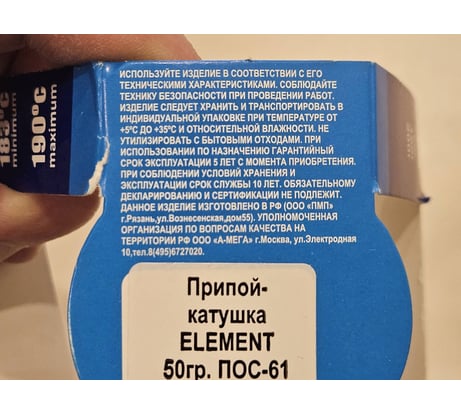 183°C
minimum
190°C
maximum
ИСПОЛЬЗУЙТЕ ИЗДЕЛИЕ В СООТВЕТСТВИИ С ЕГО
ТЕХНИЧЕСКИМИ ХАРАКТЕРИСТИКАМИ. СОБЛЮДАЙТЕ
ТЕХНИКУ БЕЗОПАСНОСТИ ПРИ ПРОВЕДЕНИИ РАБОТ.
ИЗДЕЛИЕ СЛЕДУЕТ ХРАНИТЬ И ТРАНСПОРТИРОВАТЬ В
ИНДИВИДУАЛЬНОЙ УПАКОВКЕ ПРИ ТЕМПЕРАТУРЕ ОТ
+5ºС ДО +35ºС И ОТНОСИТЕЛЬНОЙ ВЛАЖНОСТИ. НЕ
УТИЛИЗИРОВАТЬ С БЫТОВЫМИ ОТХОДАМИ. ПРИ
ИСПОЛЬЗОВАНИИ ПО НАЗНАЧЕНИЮ ГАРАНТИЙНЫЙ
СРОК ЭКСПЛУАТАЦИИ 5 ЛЕТ С МОМЕНТА ПРИОБРЕТЕНИЯ.
ПРИ СОБЛЮДЕНИИ УСЛОВИЙ ХРАНЕНИЯ И
ЭКСПЛУАТАЦИИ СРОК СЛУЖБЫ 10 ЛЕТ. ОБЯЗАТЕЛЬНОМУ
ДЕКЛАРИРОВАНИЮ И СЕРТИФИКАЦИИ НЕ ПОДЛЕЖИТ.
ДАННОЕ ИЗДЕЛИЕ ИЗГОТОВЛЕНО В РФ (ООО «ПМП»
г.Рязань,ул.Вознесенская,дом55). УПОЛНОМОЧЕННАЯ
ОРГАНИЗАЦИЯ ПО ВОПРОСАМ КАЧЕСТВА НА
ТЕРРИТОРИИ РФ ООО «А-МЕГА» г.Москва, ул.Электродная
10,тел.8(495)6727020.
Припой-
катушка
ELEMENT
50гр. ПОС-61